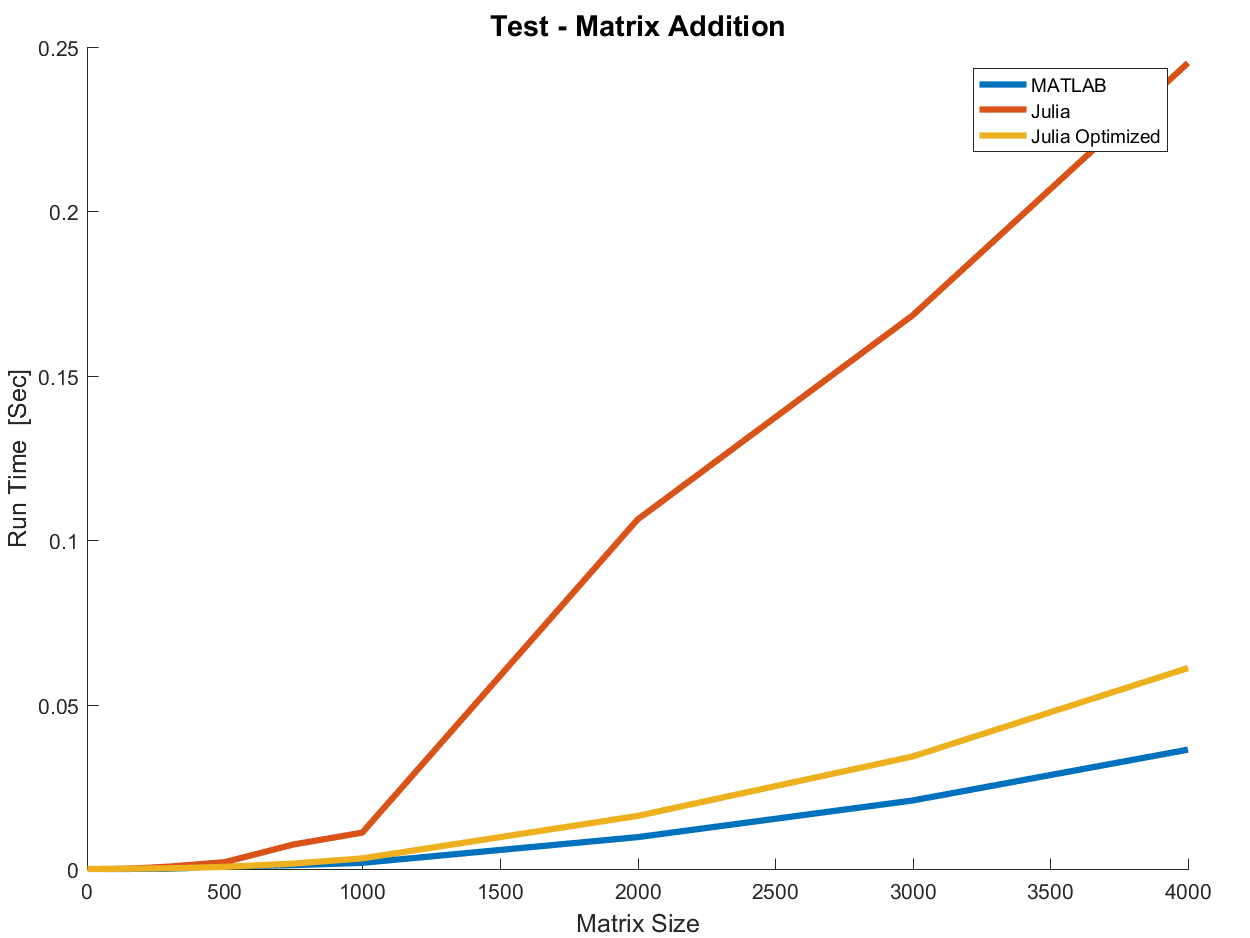 Test - Matrix Addition
MATLAB
Julia
Julia Optimized
Run Time [Sec]
0.25
0.2
0.15
0.1
0.05
0
0 500 1000 1500 2000 2500 3000 3500 4000
Matrix Size